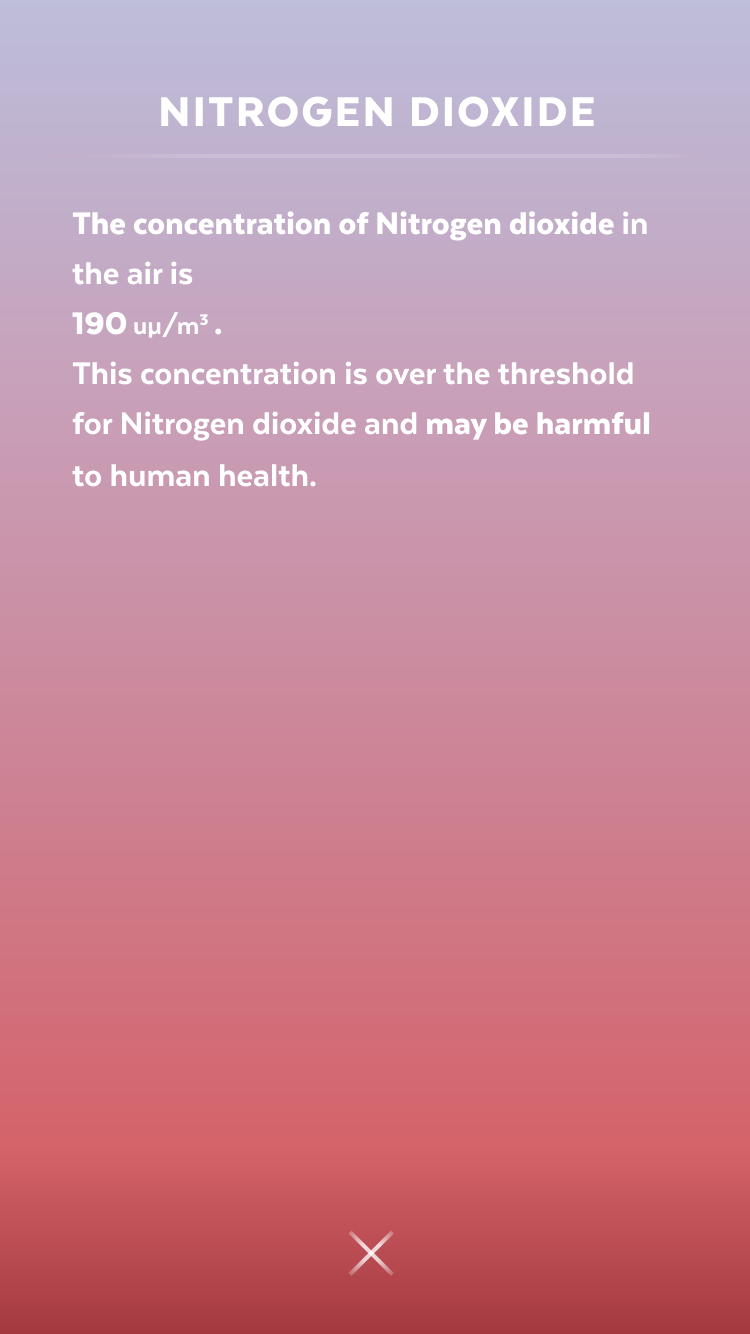 NITROGEN DIOXIDE
The concentration of Nitrogen dioxide in
the air is
190 uµ/m³ .
This concentration is over the threshold
for Nitrogen dioxide and may be harmful
to human health.